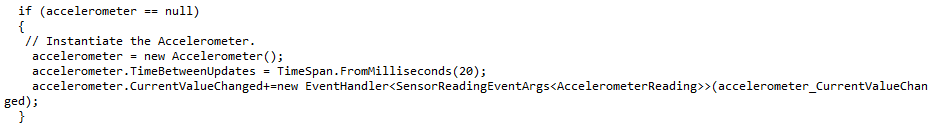 if (accelerometer == null)
{
// Instantiate the Accelerometer.
accelerometer = new Accelerometer();
accelerometer.TimeBetweenUpdates = TimeSpan.FromMilliseconds(20);
accelerometer.CurrentValueChanged+=new EventHandler<SensorReadingEventArgs<AccelerometerReading>>(accelerometer_CurrentValueChan
ged);
}